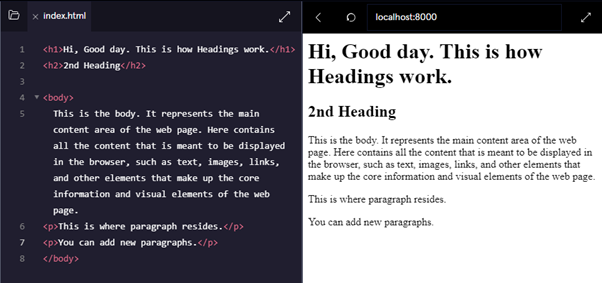 index.html
1 <h1>Hi, Good day. This is how Headings work.</h1>
2 <h2>2nd Heading</h2>
3
4 <body>
5 This is the body. It represents the main
content area of the web page. Here contains
all the content that is meant to be displayed
in the browser, such as text, images, links,
and other elements that make up the core
information and visual elements of the web
page.
6 <p>This is where paragraph resides.</p>
7 <p>You can add new paragraphs.</p>
8 </body>
localhost:8000
Hi, Good day. This is how
Headings work.
2nd Heading
This is the body. It represents the main content area of the web
page. Here contains all the content that is meant to be displayed in
the browser, such as text, images, links, and other elements that
make up the core information and visual elements of the web page.
This is where paragraph resides.
You can add new paragraphs.